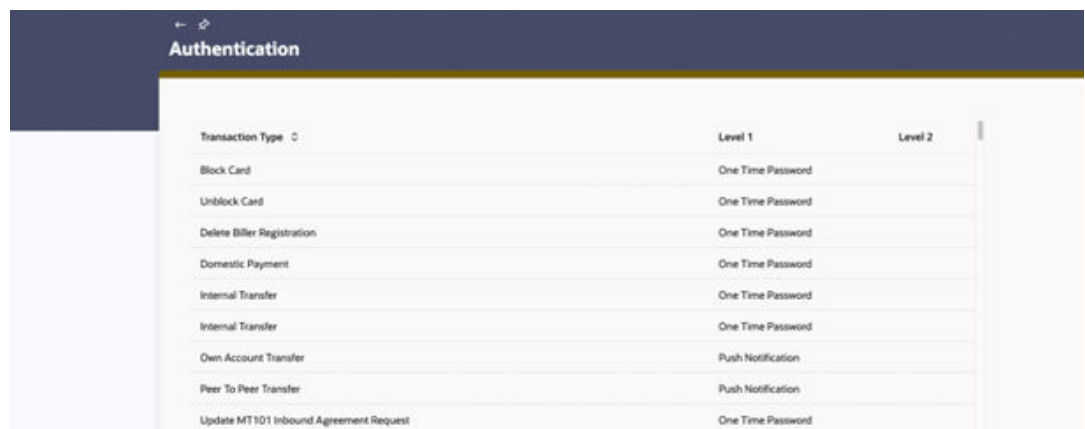 Authentication
Transaction Type Level 1 Level 2
Block Card One Time Password
Unblock Card One Time Password
Delete Biller Registration One Time Password
Domestic Payment One Time Password
Internal Transfer One Time Password
Internal Transfer One Time Password
Own Account Transfer Push Notification
Peer To Peer Transfer Push Notification
Update MT101 Inbound Agreement Request One Time Password